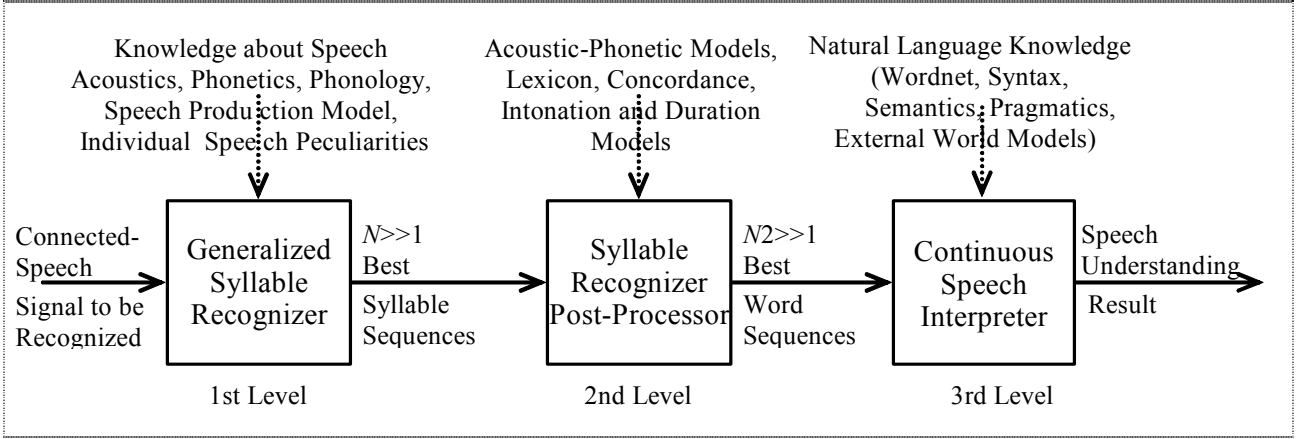 Knowledge about Speech
Acoustics, Phonetics, Phonology,
Speech Production Model,
Individual Speech Peculiarities
Acoustic-Phonetic Models,
Lexicon, Concordance,
Intonation and Duration
Models
Natural Language Knowledge
(Wordnet, Syntax,
Semantics, Pragmatics,
External World Models)
Connected-
Speech
Signal to be
Recognized
Generalized
Syllable
Recognizer
N>>1
Best
Syllable
Sequences
Syllable
Recognizer
Post-Processor
N2>>1
Best
Word
Sequences
Continuous
Speech
Interpreter
Speech
Understanding
Result
1st Level
2nd Level
3rd Level